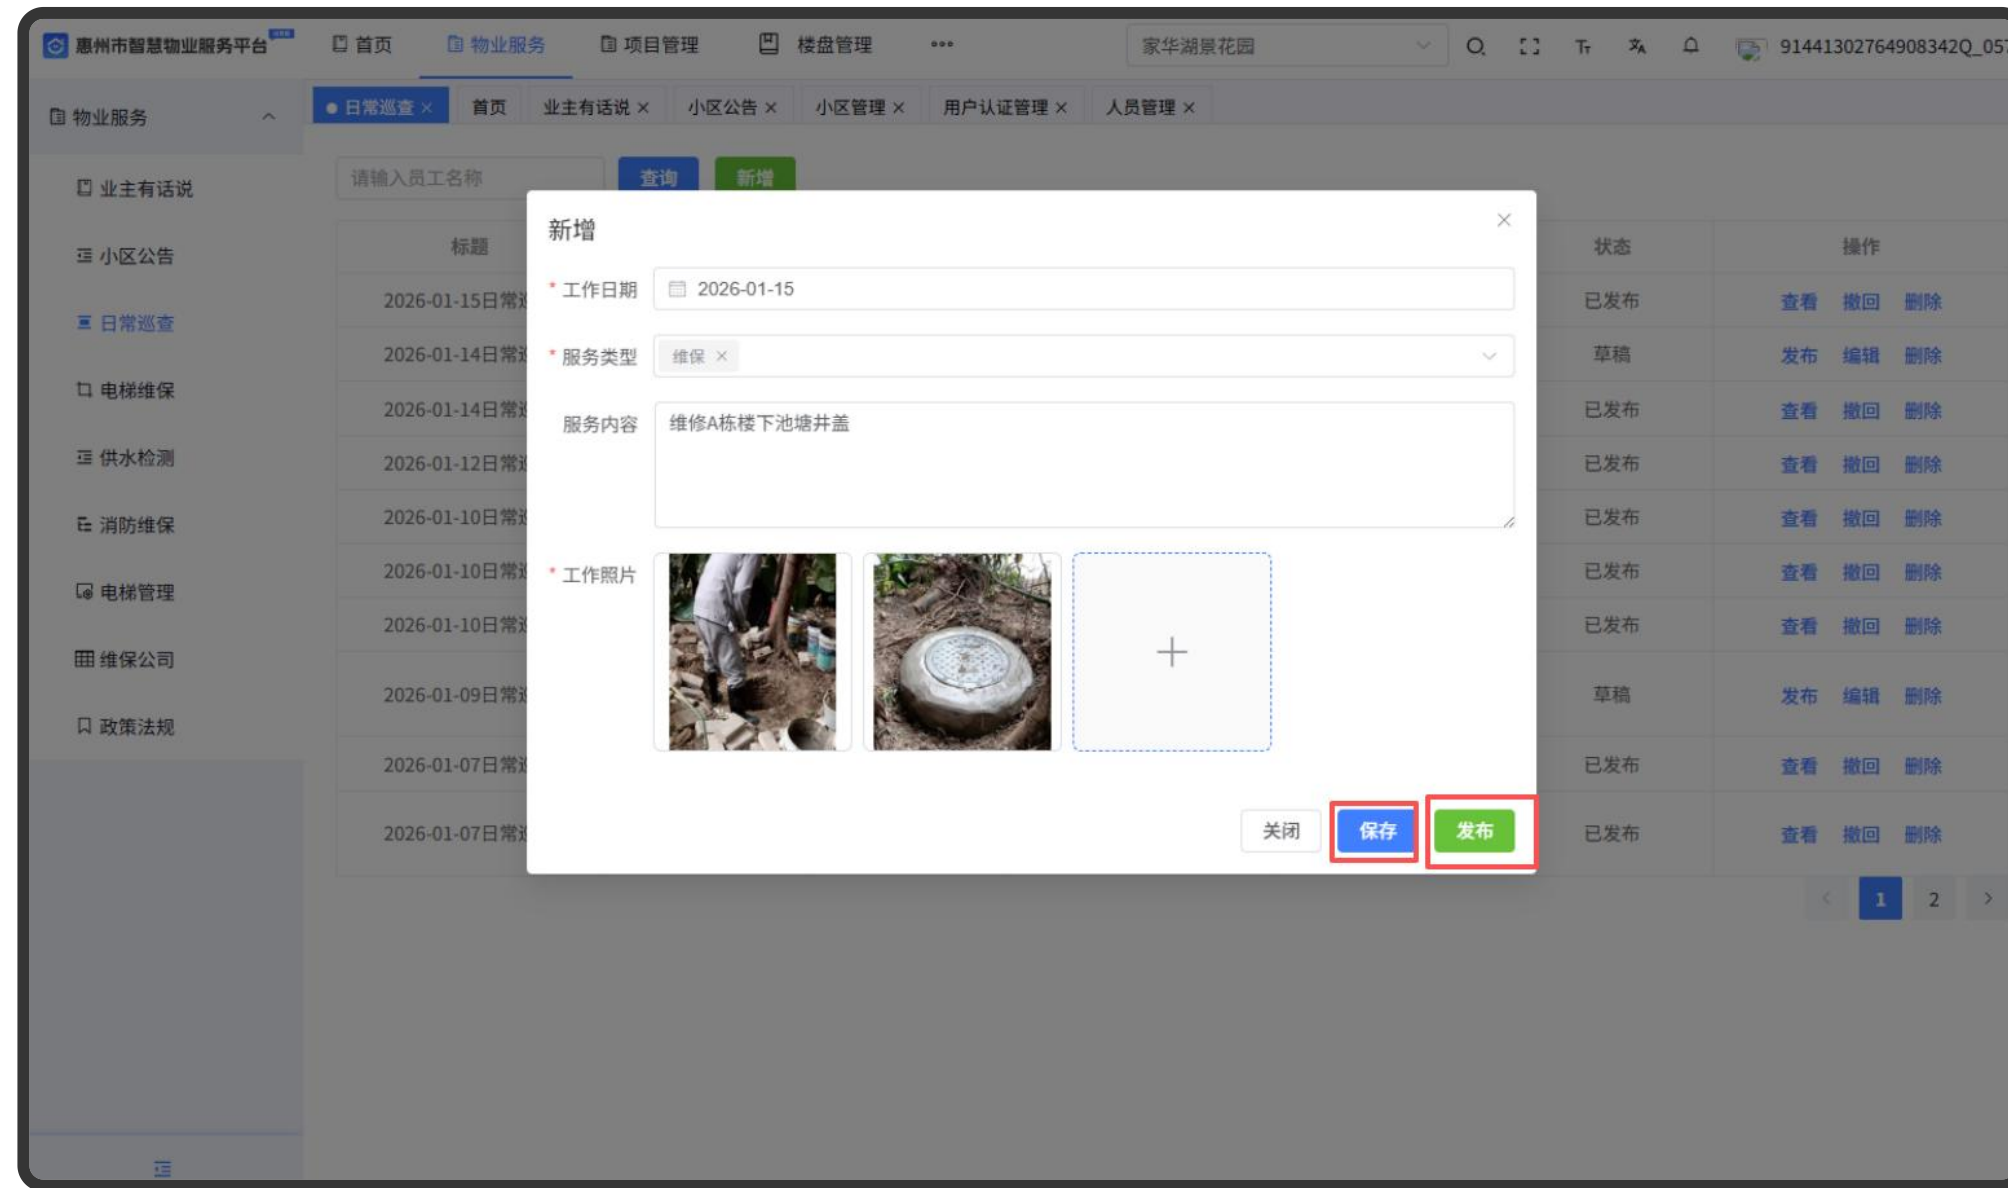 惠州市智慧物业服务平台
首页 物业服务 项目管理 楼盘管理 家华湖景花园 91441302764908342Q_057
物业服务
日常巡查 首页 业主有话说 小区公告 小区管理 用户认证管理 人员管理
业主有话说
小区公告
日常巡查
电梯维保
供水检测
消防维保
电梯管理
维保公司
政策法规
请输入员工名称 查询 新增
标题 状态 操作
2026-01-15日常 已发布 查看 撤回 删除
2026-01-14日常 草稿 发布 编辑 删除
2026-01-14日常 已发布 查看 撤回 删除
2026-01-12日常 已发布 查看 撤回 删除
2026-01-10日常 已发布 查看 撤回 删除
2026-01-10日常 已发布 查看 撤回 删除
2026-01-10日常 已发布 查看 撤回 删除
2026-01-09日常 草稿 发布 编辑 删除
2026-01-07日常 已发布 查看 撤回 删除
2026-01-07日常 已发布 查看 撤回 删除
1 2
新增
* 工作日期 2026-01-15
* 服务类型 维保
服务内容 维修A栋楼下池塘井盖
* 工作照片
关闭 保存 发布